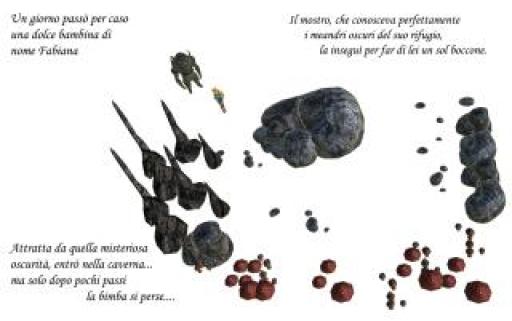 Un giorno passò per caso
una dolce bambina di
nome Fabiana
Il mostro, che conosceva perfettamente
i meandri oscuri del suo rifugio,
la inseguì per far di lei un sol boccone.
Attratta da quella misteriosa
oscurità, entrò nella caverna...
ma solo dopo pochi passi
la bimba si perse....